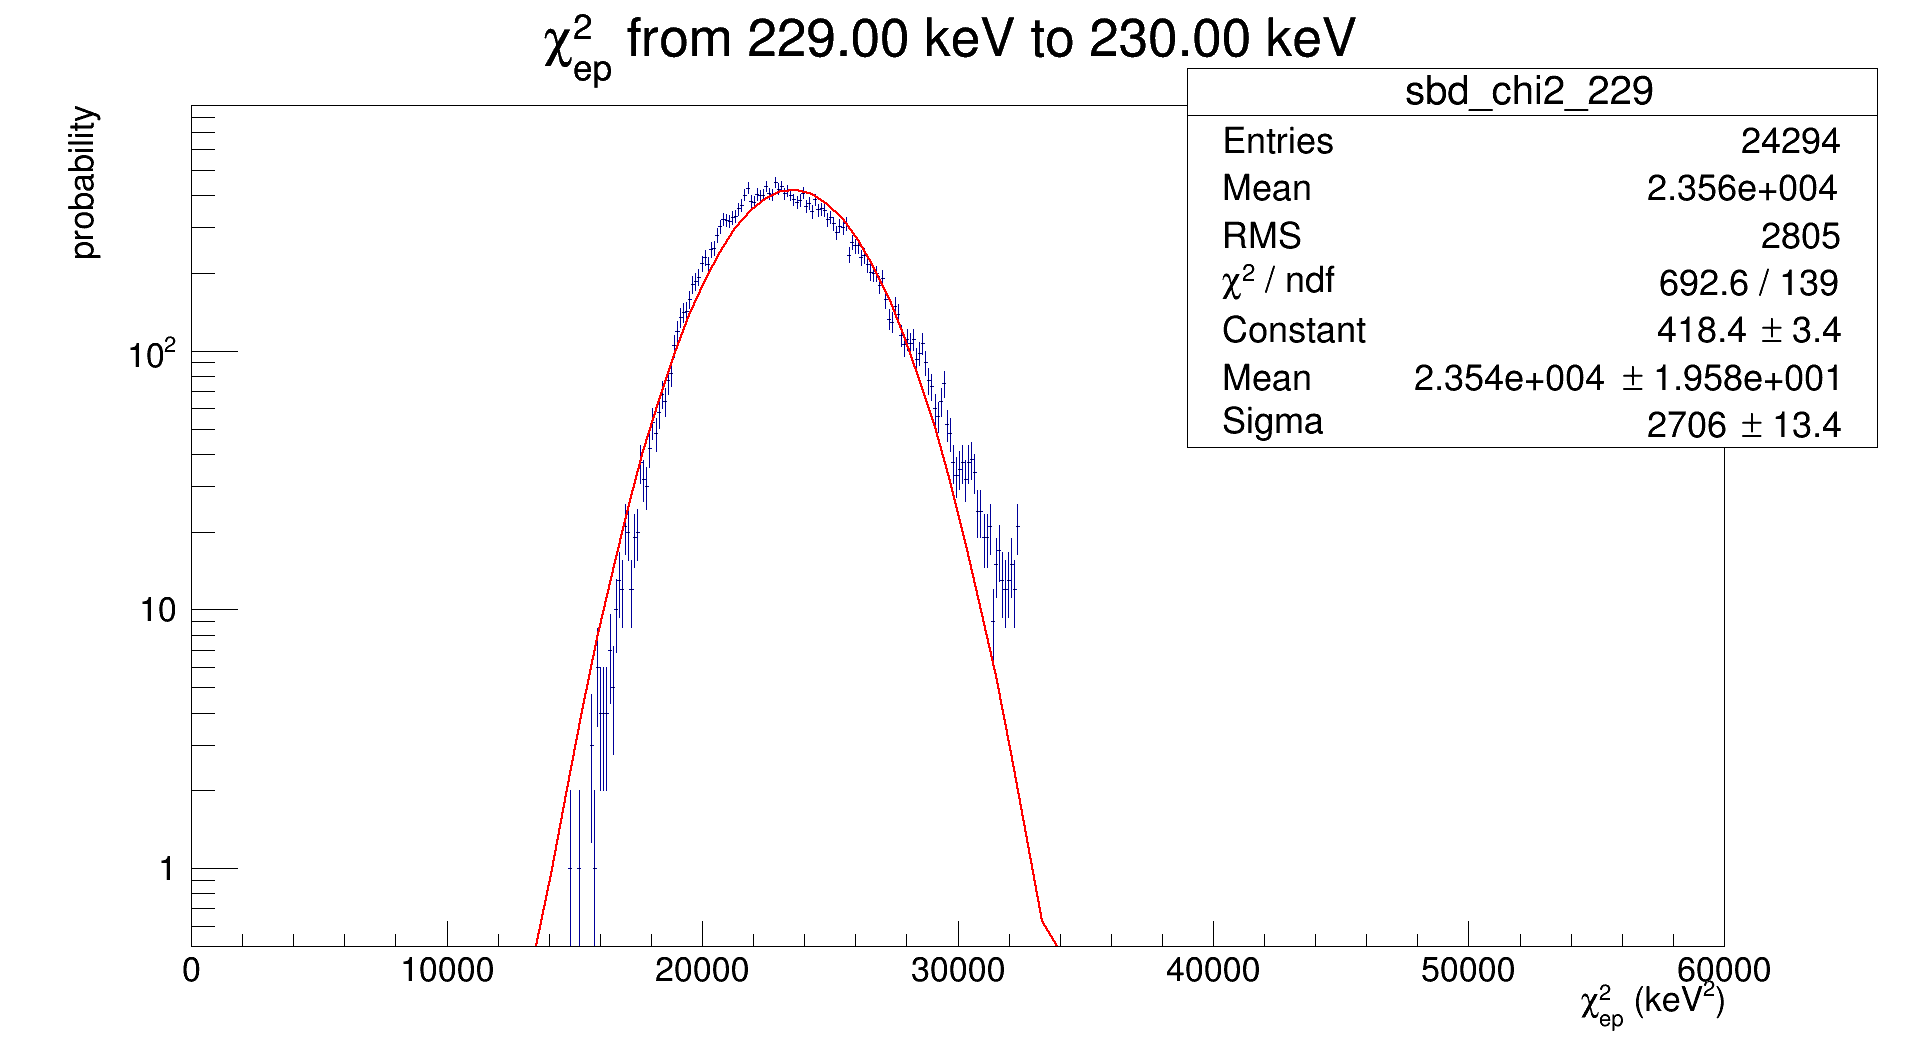 χ²ep from 229.00 keV to 230.00 keV
probability
sbd_chi2_229
Entries 24294
Mean 2.356e+004
RMS 2805
χ² / ndf 692.6 / 139
Constant 418.4 ± 3.4
Mean 2.354e+004 ± 1.958e+001
Sigma 2706 ± 13.4
10²
10
1
0 10000 20000 30000 40000 50000 60000
χ²ep (keV²)